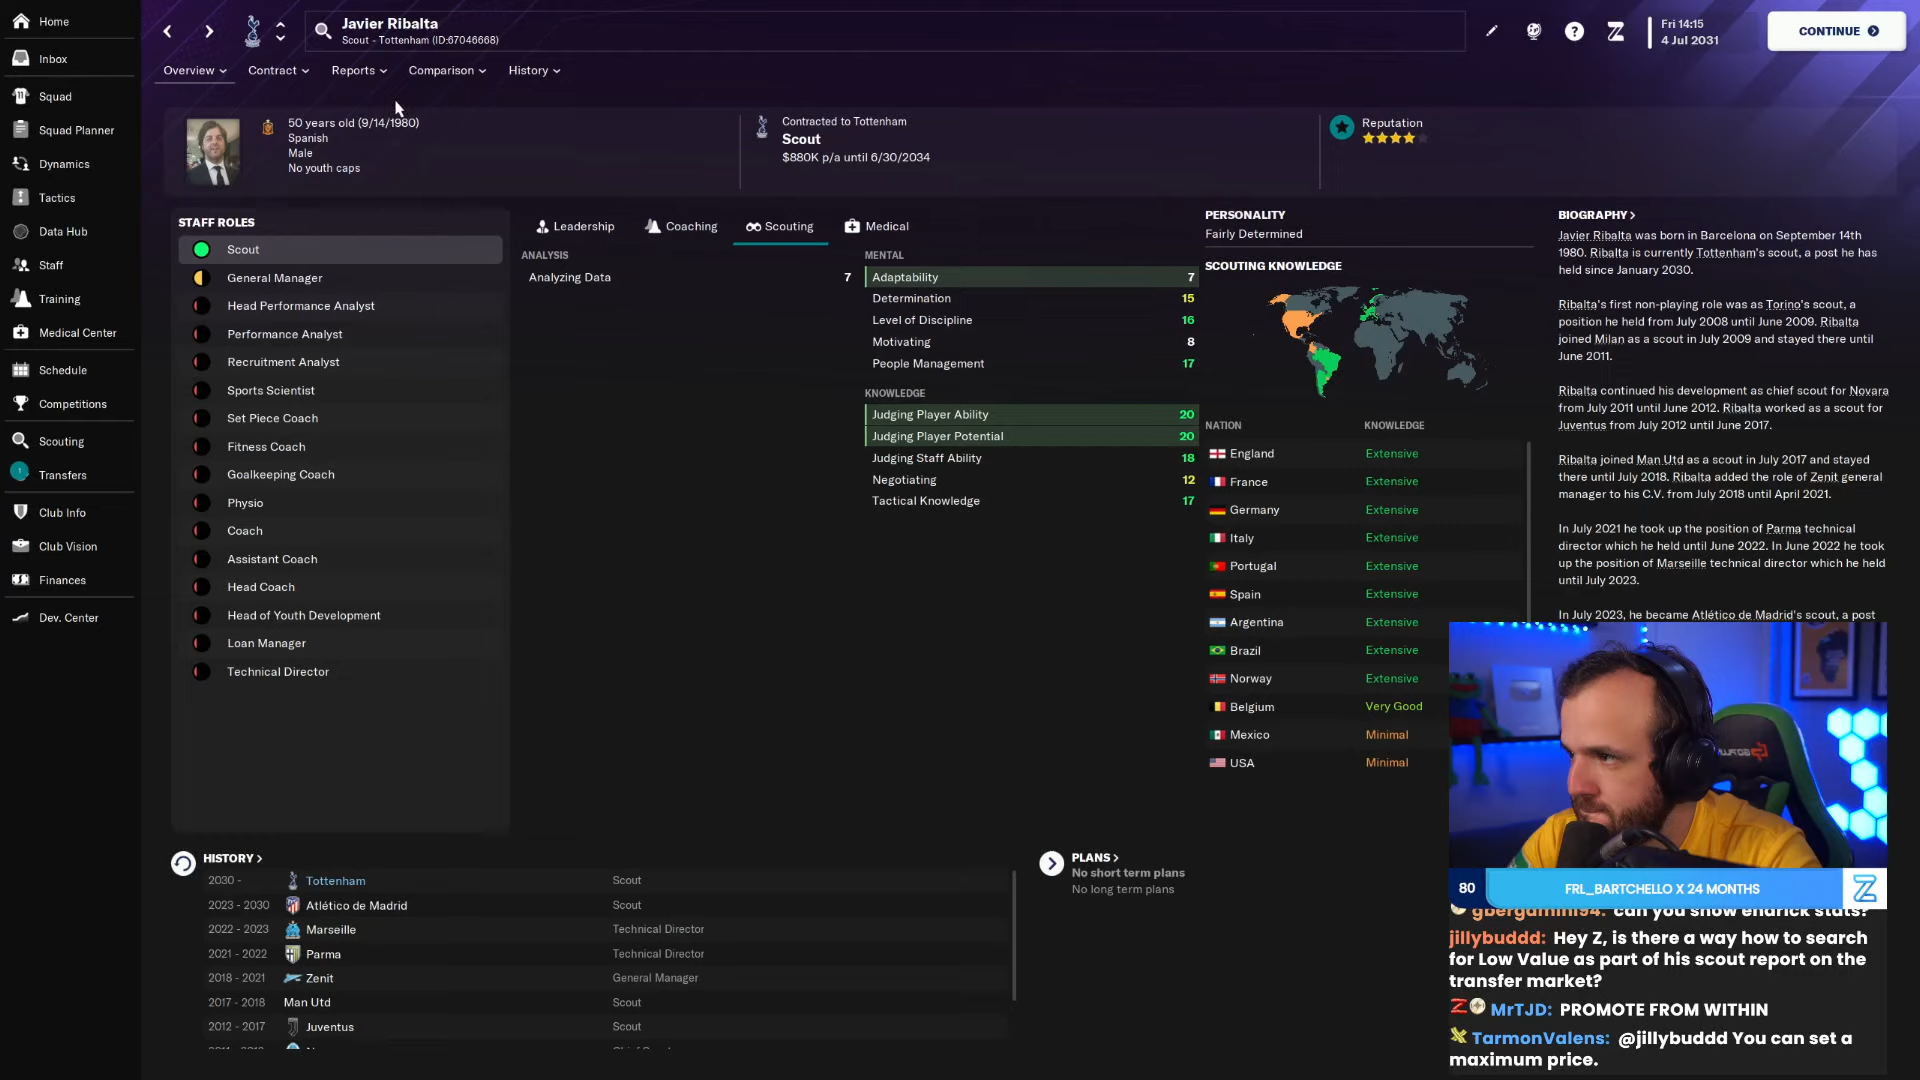 Home
Inbox
Squad
Squad Planner
Dynamics
Tactics
Data Hub
Staff
Training
Medical Center
Schedule
Competitions
Scouting
Transfers
Club Info
Club Vision
Finances
Dev. Center
Javier Ribalta
Scout - Tottenham (ID:67046668)
Fri 14:15
4 Jul 2031
CONTINUE
Overview
Contract
Reports
Comparison
History
50 years old (9/14/1980)
Spanish
Male
No youth caps
Contracted to Tottenham
Scout
$880K p/a until 6/30/2034
Reputation
STAFF ROLES
Scout
General Manager
Head Performance Analyst
Performance Analyst
Recruitment Analyst
Sports Scientist
Set Piece Coach
Fitness Coach
Goalkeeping Coach
Physio
Coach
Assistant Coach
Head Coach
Head of Youth Development
Loan Manager
Technical Director
Leadership
Coaching
Scouting
Medical
ANALYSIS
Analyzing Data 7
MENTAL
Adaptability 7
Determination 15
Level of Discipline 16
Motivating 8
People Management 17
KNOWLEDGE
Judging Player Ability 20
Judging Player Potential 20
Judging Staff Ability 18
Negotiating 12
Tactical Knowledge 17
PERSONALITY
Fairly Determined
SCOUTING KNOWLEDGE
NATION KNOWLEDGE
England Extensive
France Extensive
Germany Extensive
Italy Extensive
Portugal Extensive
Spain Extensive
Argentina Extensive
Brazil Extensive
Norway Extensive
Belgium Very Good
Mexico Minimal
USA Minimal
BIOGRAPHY >
Javier Ribalta was born in Barcelona on September 14th
1980. Ribalta is currently Tottenham's scout, a post he has
held since January 2030.
Ribalta's first non-playing role was as Torino's scout, a
position he held from July 2008 until June 2009. Ribalta
joined Milan as a scout in July 2009 and stayed there until
June 2011.
Ribalta continued his development as chief scout for Novara
from July 2011 until June 2012. Ribalta worked as a scout for
Juventus from July 2012 until June 2017.
Ribalta joined Man Utd as a scout in July 2017 and stayed
there until July 2018. Ribalta added the role of Zenit general
manager to his C.V. from July 2018 until April 2021.
In July 2021 he took up the position of Parma technical
director which he held until June 2022. In June 2022 he took
up the position of Marseille technical director which he held
until July 2023.
In July 2023, he became Atlético de Madrid's scout, a post
HISTORY >
2030 - Tottenham Scout
2023 - 2030 Atlético de Madrid Scout
2022 - 2023 Marseille Technical Director
2021 - 2022 Parma Technical Director
2018 - 2021 Zenit General Manager
2017 - 2018 Man Utd Scout
2012 - 2017 Juventus Scout
PLANS >
No short term plans
No long term plans
80 FRL_BARTCHELLO X 24 MONTHS
gbergamini94: can you show endrick stats?
jillybuddd: Hey Z, is there a way how to search
for Low Value as part of his scout report on the
transfer market?
MrTJD: PROMOTE FROM WITHIN
TarmonValens: @jillybuddd You can set a
maximum price.